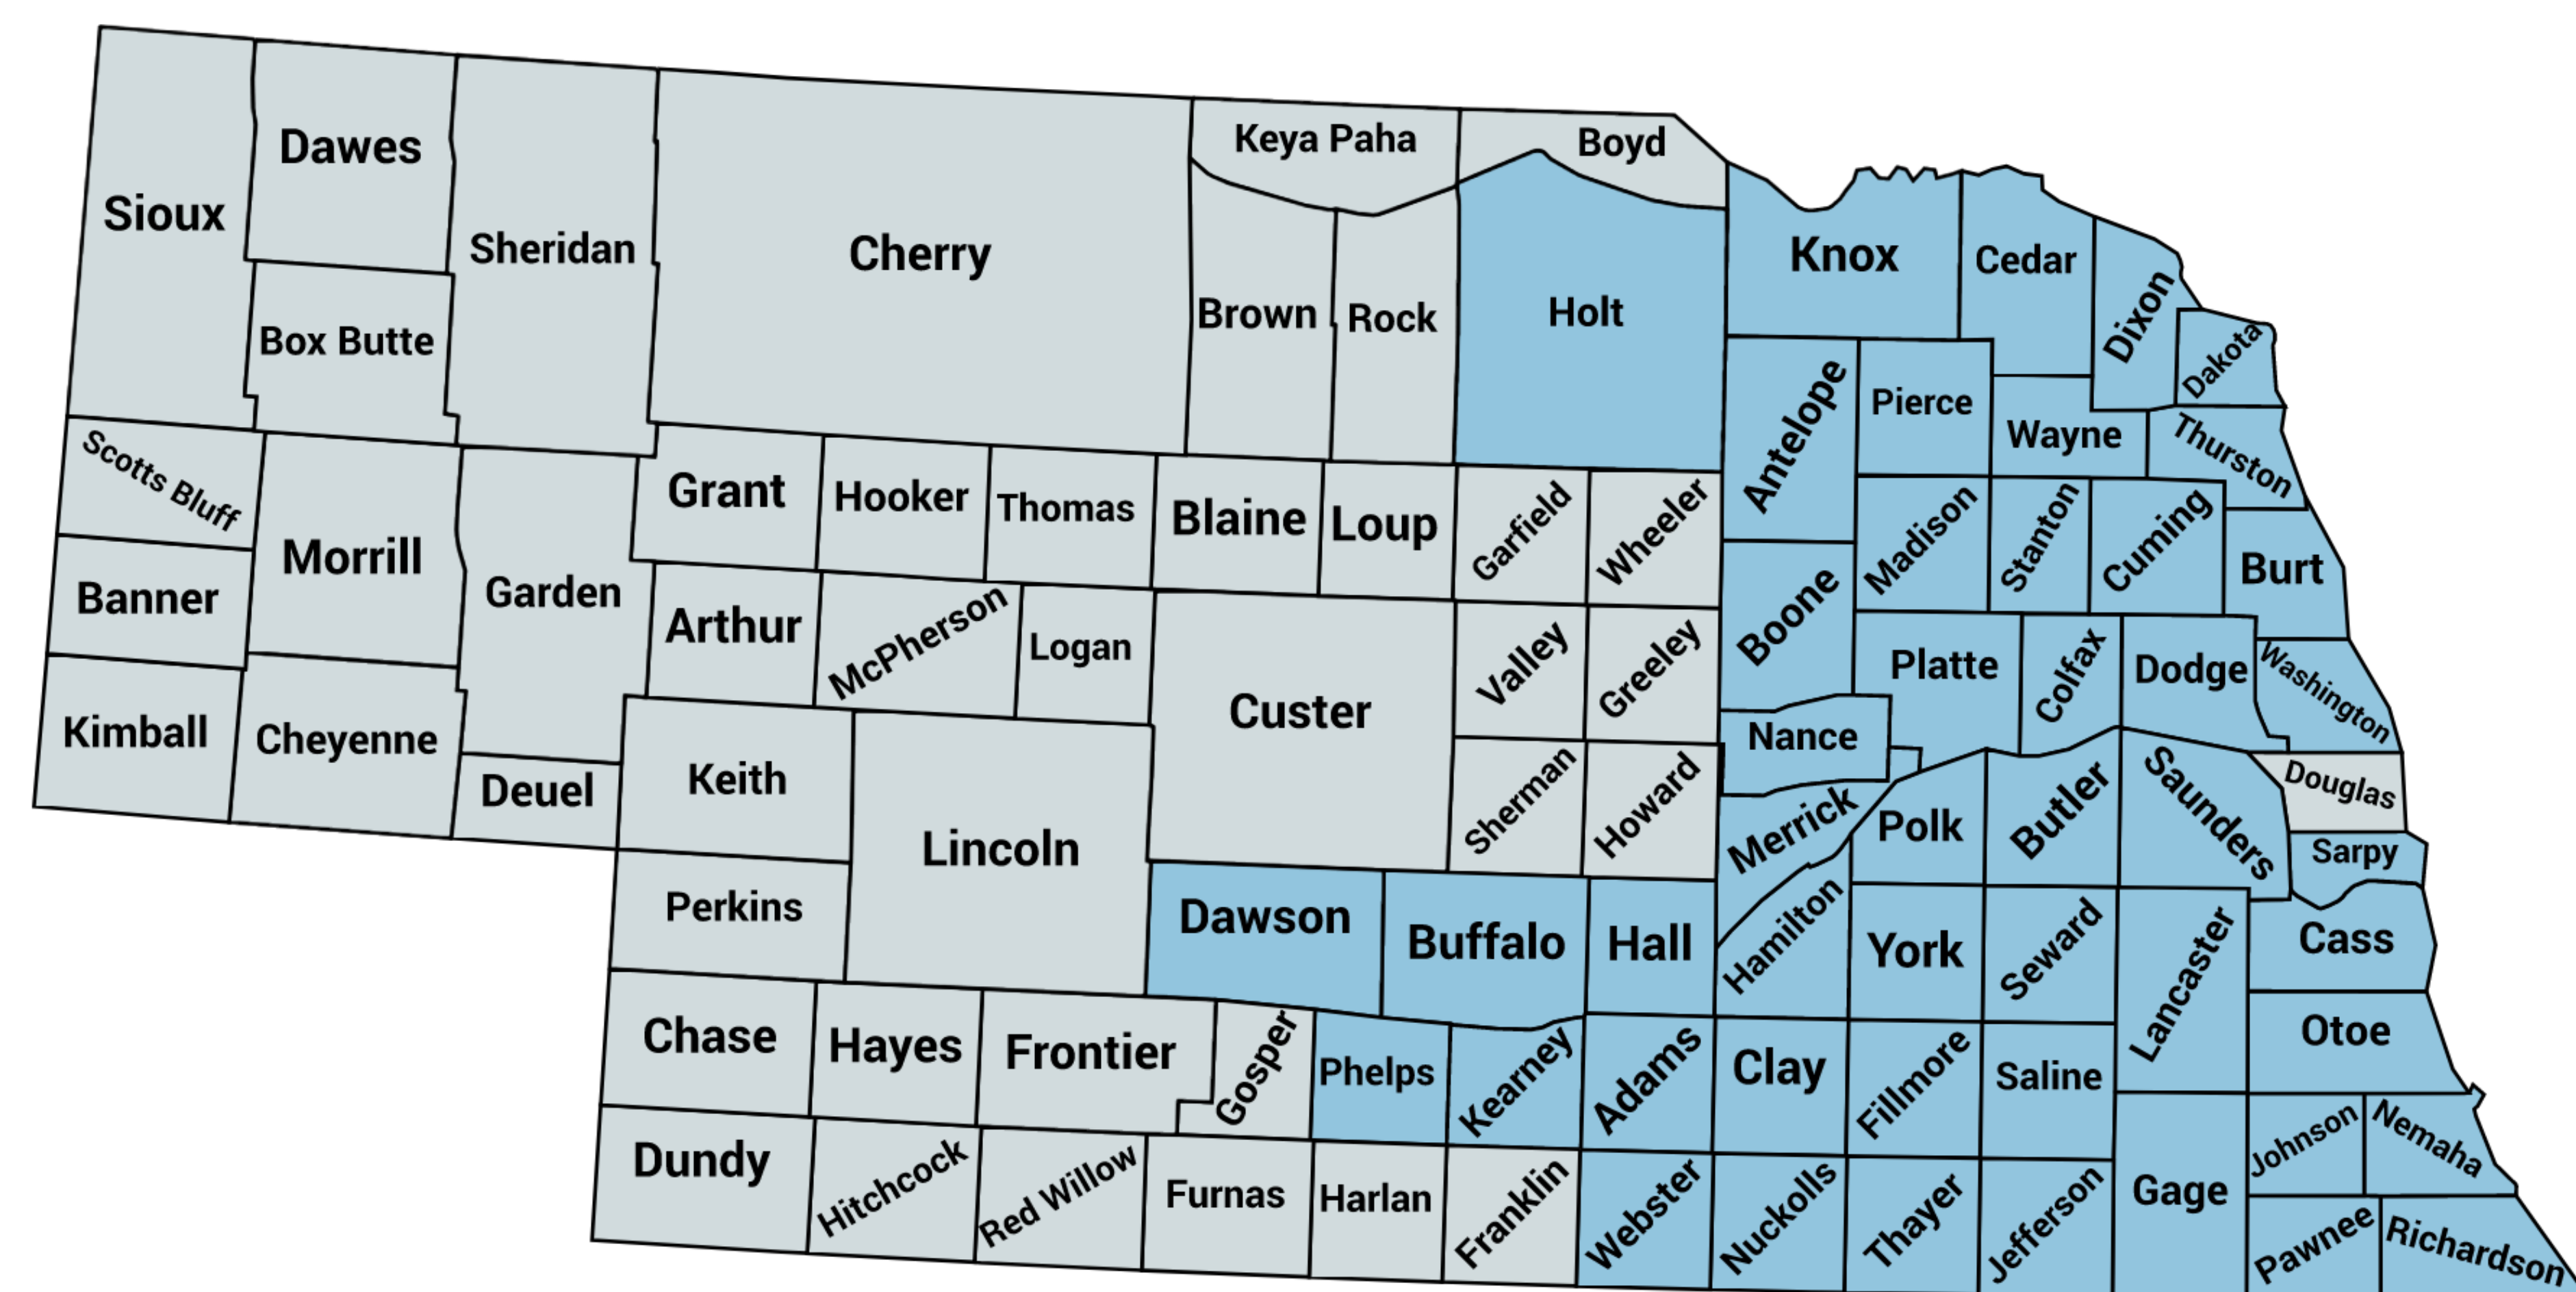 Sioux
Dawes
Box Butte
Sheridan
Cherry
Keya Paha
Boyd
Brown
Rock
Holt
Knox
Cedar
Dixon
Dakota
Antelope
Pierce
Wayne
Thurston
Scotts Bluff
Banner
Kimball
Morrill
Cheyenne
Garden
Deuel
Grant
Hooker
Thomas
Blaine
Loup
Garfield
Wheeler
Arthur
McPherson
Logan
Custer
Valley
Greeley
Boone
Madison
Stanton
Cuming
Burt
Platte
Colfax
Dodge
Washington
Nance
Keith
Lincoln
Sherman
Howard
Merrick
Polk
Butler
Saunders
Douglas
Sarpy
Perkins
Dawson
Buffalo
Hall
Hamilton
York
Seward
Lancaster
Cass
Otoe
Chase
Hayes
Frontier
Gosper
Phelps
Kearney
Adams
Clay
Fillmore
Saline
Johnson
Nemaha
Dundy
Hitchcock
Red Willow
Furnas
Harlan
Franklin
Webster
Nuckolls
Thayer
Jefferson
Gage
Pawnee
Richardson